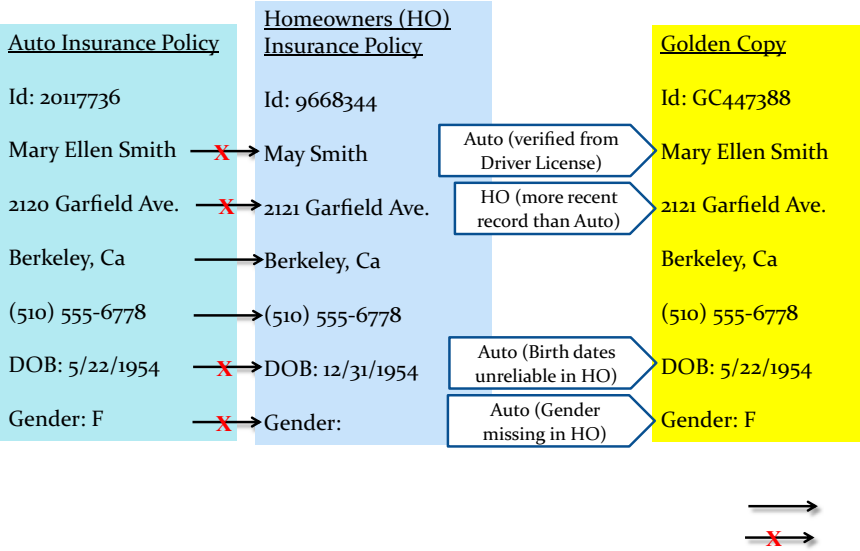 Auto Insurance Policy
Id: 20117736
Mary Ellen Smith
2120 Garfield Ave.
Berkeley, Ca
(510) 555-6778
DOB: 5/22/1954
Gender: F
Homeowners (HO)
Insurance Policy
Id: 9668344
May Smith
2121 Garfield Ave.
Berkeley, Ca
(510) 555-6778
DOB: 12/31/1954
Gender:
X
X
X
X
Auto (verified from
Driver License)
HO (more recent
record than Auto)
Auto (Birth dates
unreliable in HO)
Auto (Gender
missing in HO)
Golden Copy
Id: GC447388
Mary Ellen Smith
2121 Garfield Ave.
Berkeley, Ca
(510) 555-6778
DOB: 5/22/1954
Gender: F
X